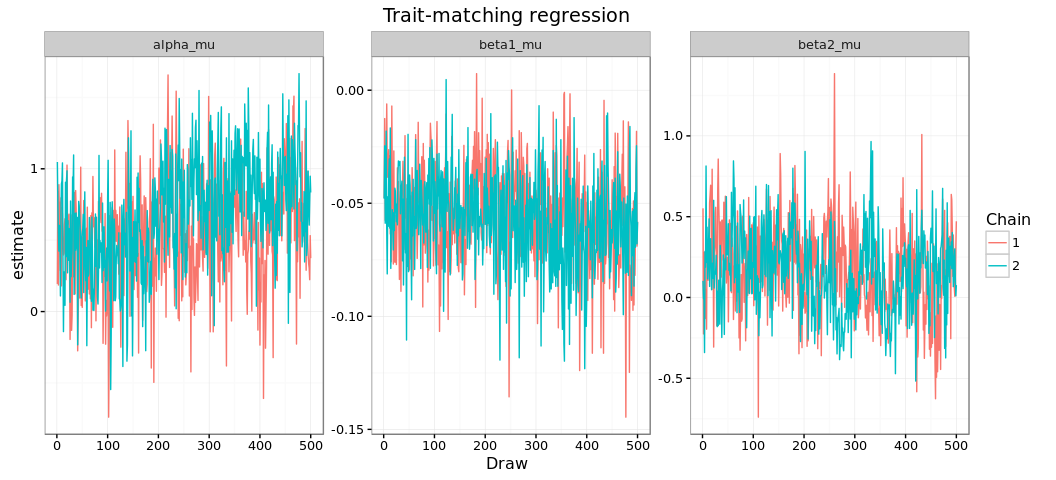 Trait-matching regression
alpha_mu beta1_mu beta2_mu
estimate
1
0
0.00
-0.05
-0.10
-0.15
1.0
0.5
0.0
-0.5
0 100 200 300 400 500
0 100 200 300 400 500
0 100 200 300 400 500
Draw
Chain
1
2